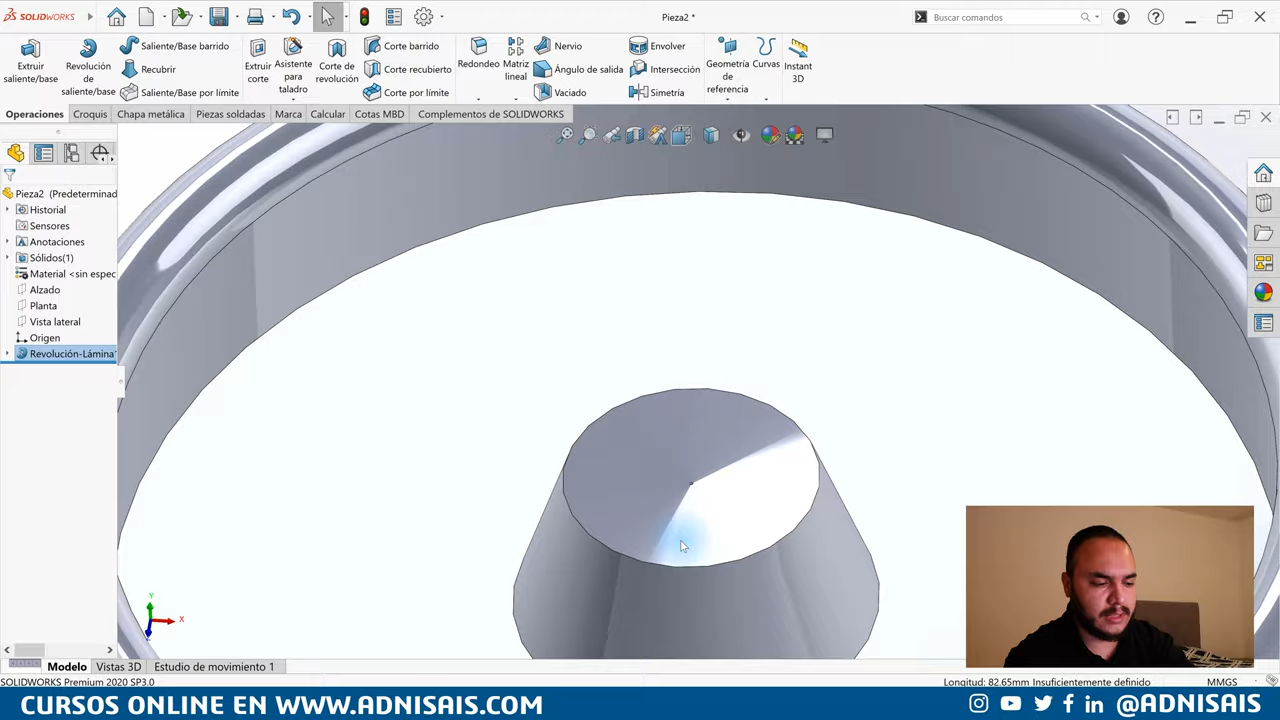 SOLIDWORKS
Pieza2 *
Buscar comandos
Extruir saliente/base
Revolución de
Saliente/Base barrido
Recubrir
Saliente/Base por límite
Extruir corte
Asistente para taladro
Corte de revolución
Corte barrido
Corte recubierto
Corte por límite
Redondeo
Matriz lineal
Nervio
Ángulo de salida
Vaciado
Envolver
Intersección
Simetría
Geometría de referencia
Curvas
Instant 3D
Operaciones
Croquis
Chapa metálica
Piezas soldadas
Marca
Calcular
Cotas MBD
Complementos de SOLIDWORKS
Pieza2 (Predeterminad
Historial
Sensores
Anotaciones
Sólidos(1)
Material <sin espec
Alzado
Planta
Vista lateral
Origen
Revolución-Lámina
Y
X
Modelo
Vistas 3D
Estudio de movimiento 1
SOLIDWORKS Premium 2020 SP3.0
Longitud: 82.65mm Insuficientemente definido
MMGS
CURSOS ONLINE EN WWW.ADNISAIS.COM
@ADNISAIS